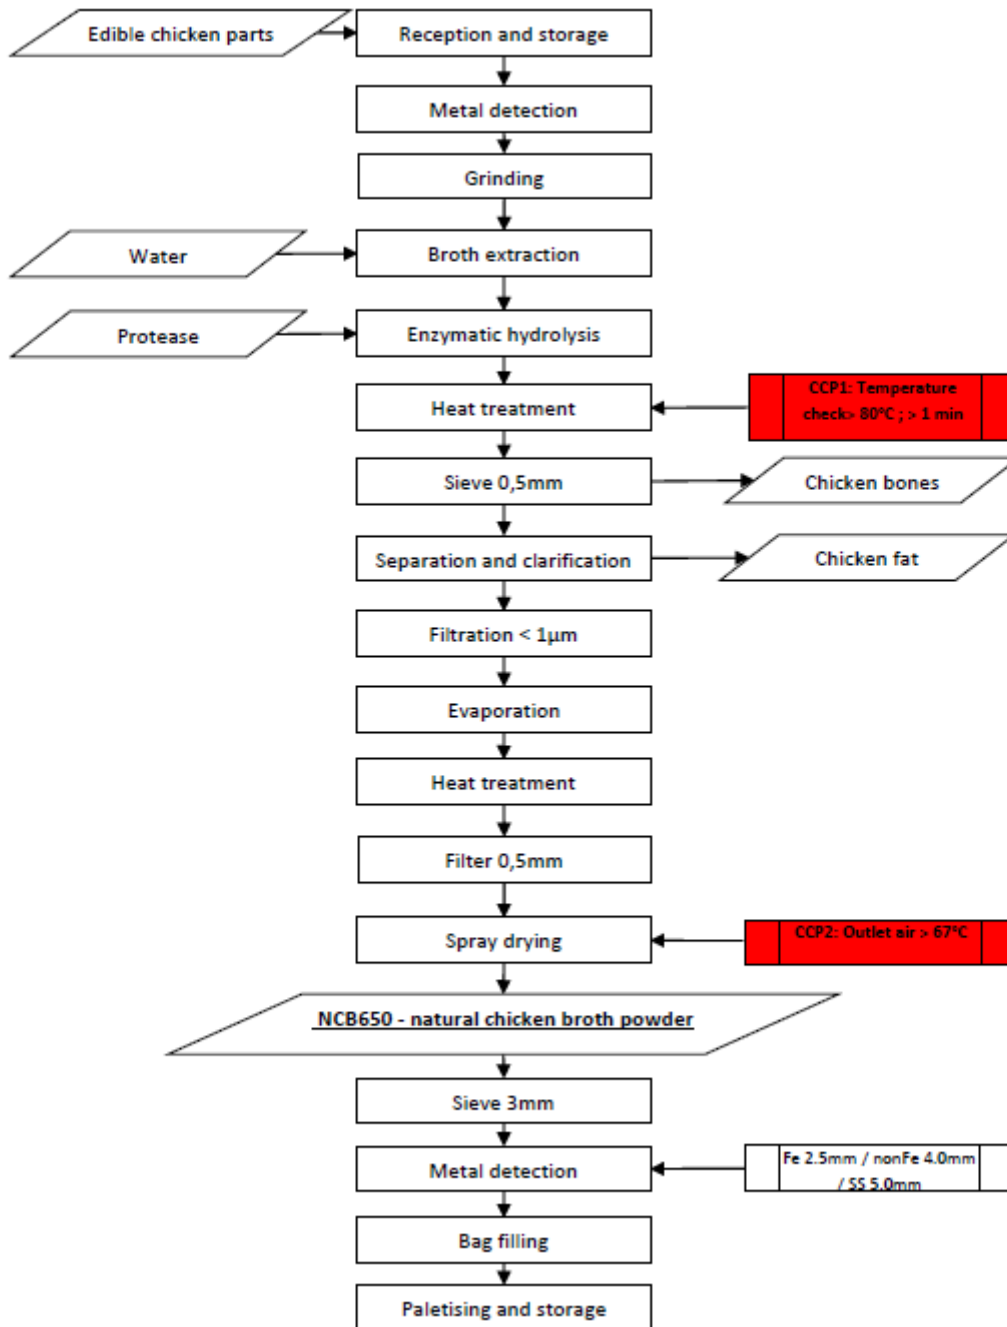 Edible chicken parts
Reception and storage
Metal detection
Grinding
Water
Broth extraction
Protease
Enzymatic hydrolysis
Heat treatment
CCP1: Temperature
check> 80°C ; > 1 min
Sieve 0,5mm
Chicken bones
Separation and clarification
Chicken fat
Filtration < 1µm
Evaporation
Heat treatment
Filter 0,5mm
Spray drying
CCP2: Outlet air > 67°C
NCB650 - natural chicken broth powder
Sieve 3mm
Metal detection
Fe 2.5mm / nonFe 4.0mm
/ SS 5.0mm
Bag filling
Paletising and storage